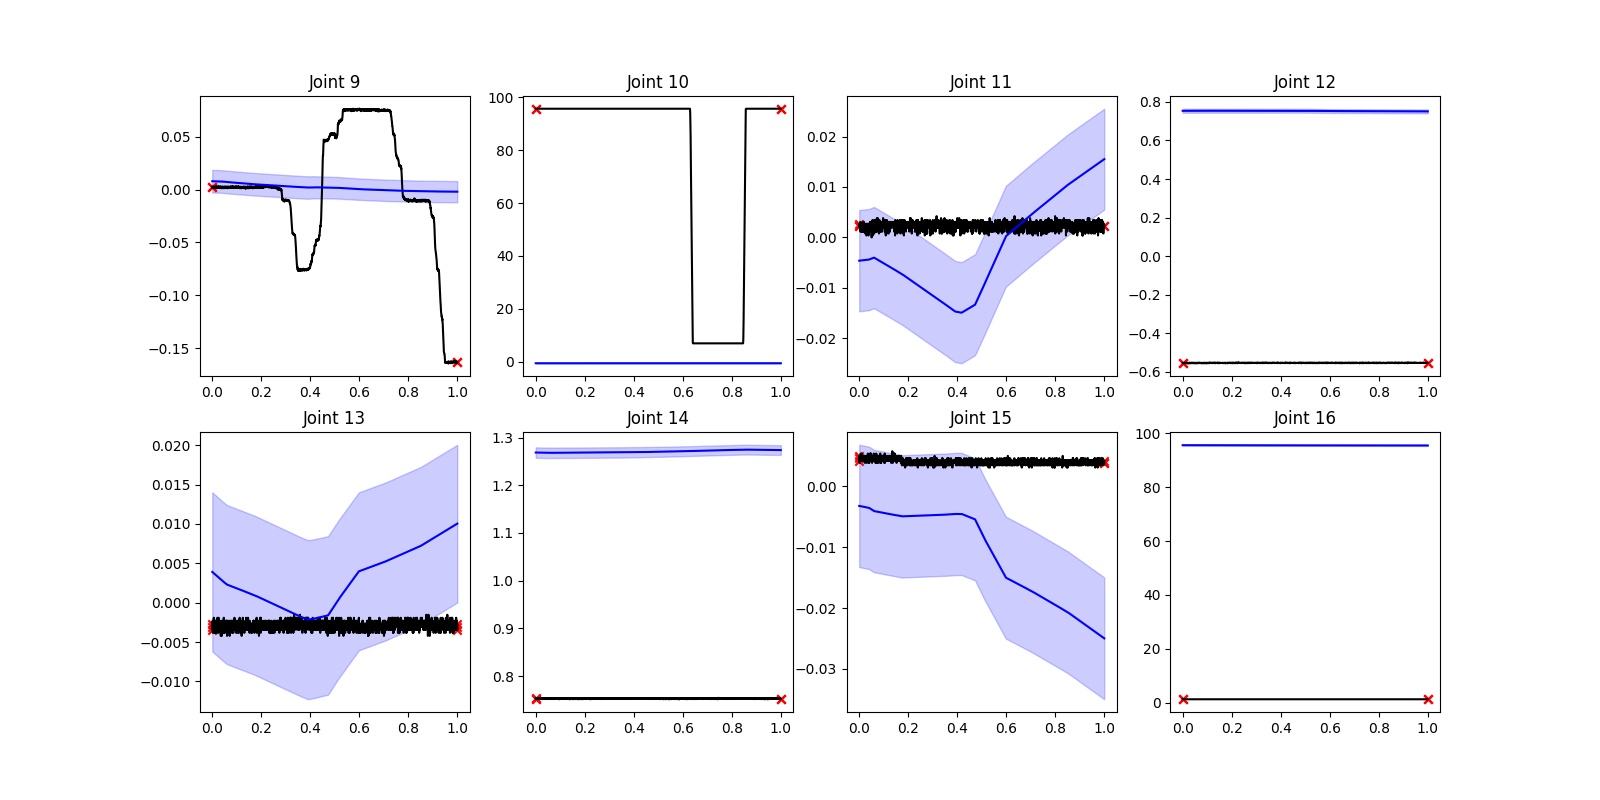 Joint 9
Joint 10
Joint 11
Joint 12
0.05
0.00
−0.05
−0.10
−0.15
0.0 0.2 0.4 0.6 0.8 1.0
100
80
60
40
20
0
0.0 0.2 0.4 0.6 0.8 1.0
0.02
0.01
0.00
−0.01
−0.02
0.0 0.2 0.4 0.6 0.8 1.0
0.8
0.6
0.4
0.2
0.0
−0.2
−0.4
−0.6
0.0 0.2 0.4 0.6 0.8 1.0
Joint 13
Joint 14
Joint 15
Joint 16
0.020
0.015
0.010
0.005
0.000
−0.005
−0.010
0.0 0.2 0.4 0.6 0.8 1.0
1.3
1.2
1.1
1.0
0.9
0.8
0.0 0.2 0.4 0.6 0.8 1.0
0.00
−0.01
−0.02
−0.03
0.0 0.2 0.4 0.6 0.8 1.0
100
80
60
40
20
0
0.0 0.2 0.4 0.6 0.8 1.0